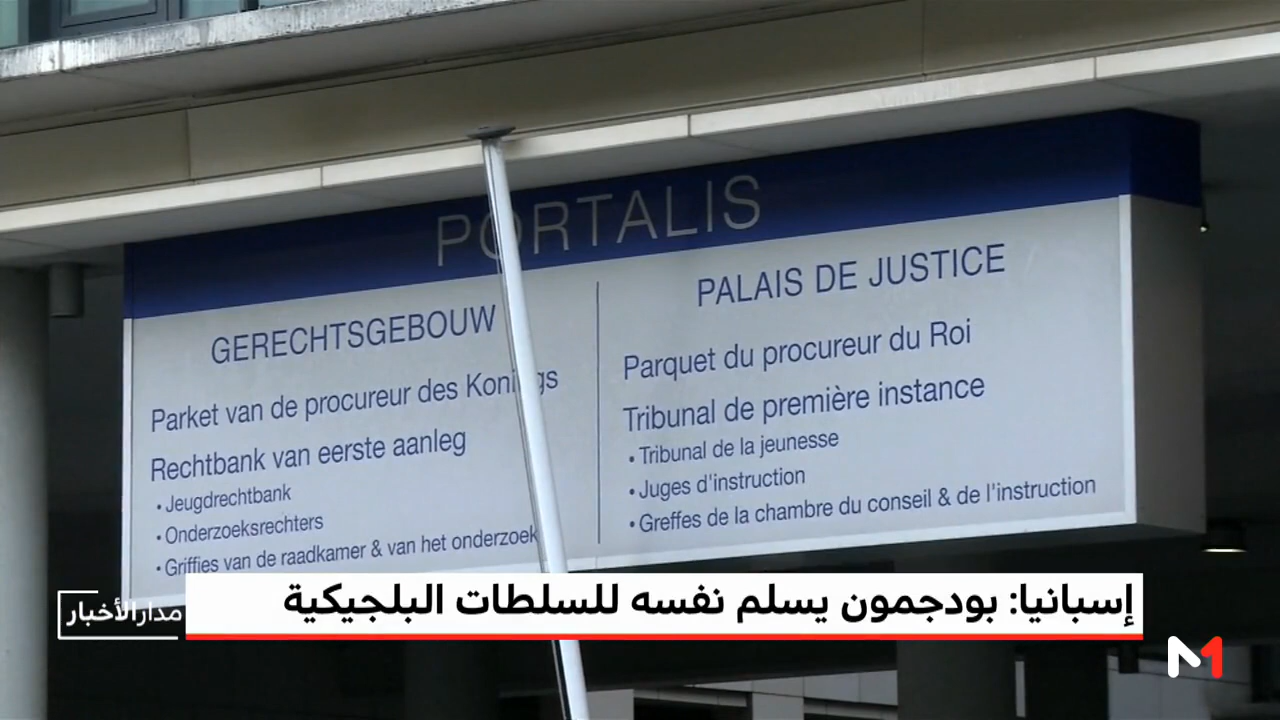 PORTALIS
GERECHTSGEBOUW
Parket van de procureur des Konings
Rechtbank van eerste aanleg
• Jeugdrechtbank
• Onderzoeksrechters
• Griffies van de raadkamer & van het onderzoek
PALAIS DE JUSTICE
Parquet du procureur du Roi
Tribunal de première instance
• Tribunal de la jeunesse
• Juges d'instruction
• Greffes de la chambre du conseil & de l'instruction
إسبانيا: بودجمون يسلم نفسه للسلطات البلجيكية
مدار الأخبار
M1